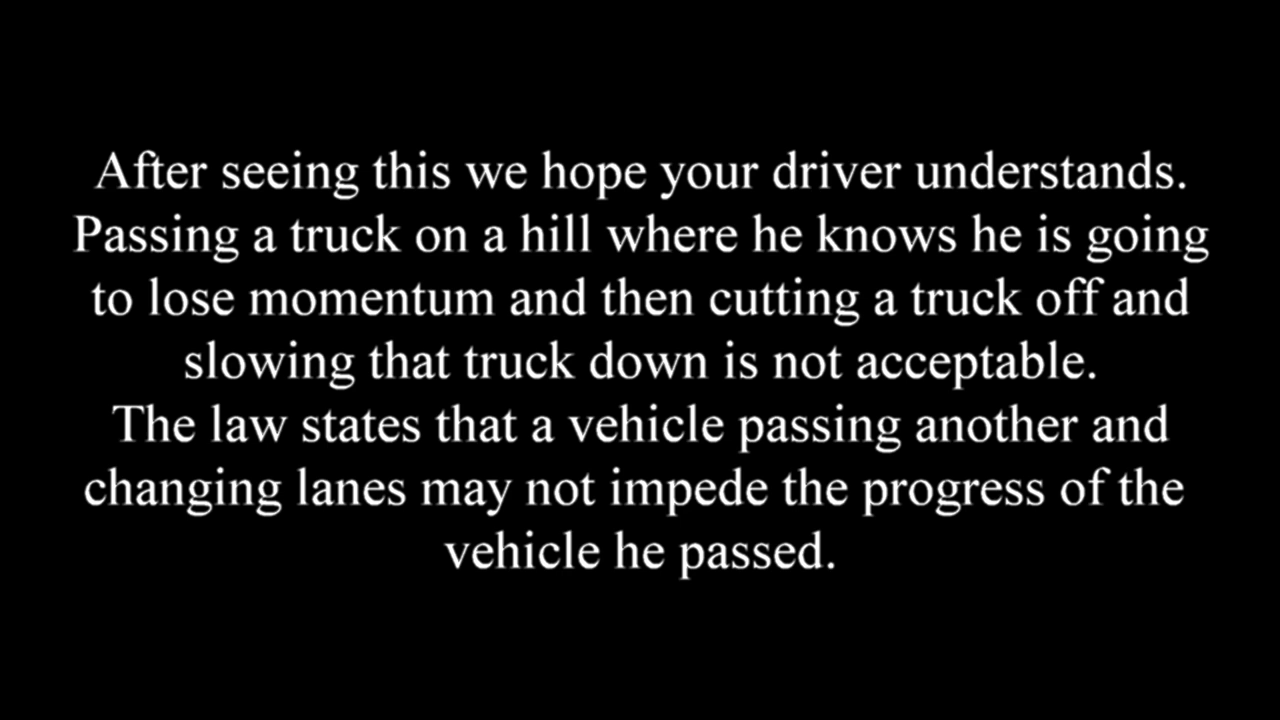 After seeing this we hope your driver understands.
Passing a truck on a hill where he knows he is going
to lose momentum and then cutting a truck off and
slowing that truck down is not acceptable.
The law states that a vehicle passing another and
changing lanes may not impede the progress of the
vehicle he passed.